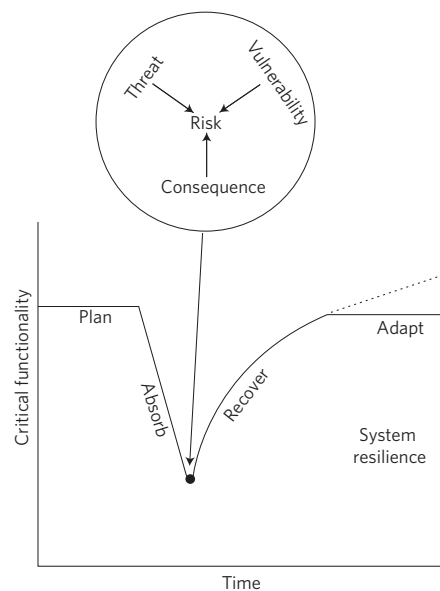 Threat
Vulnerability
Risk
Consequence
Critical functionality
Plan
Absorb
Recover
Adapt
System
resilience
Time